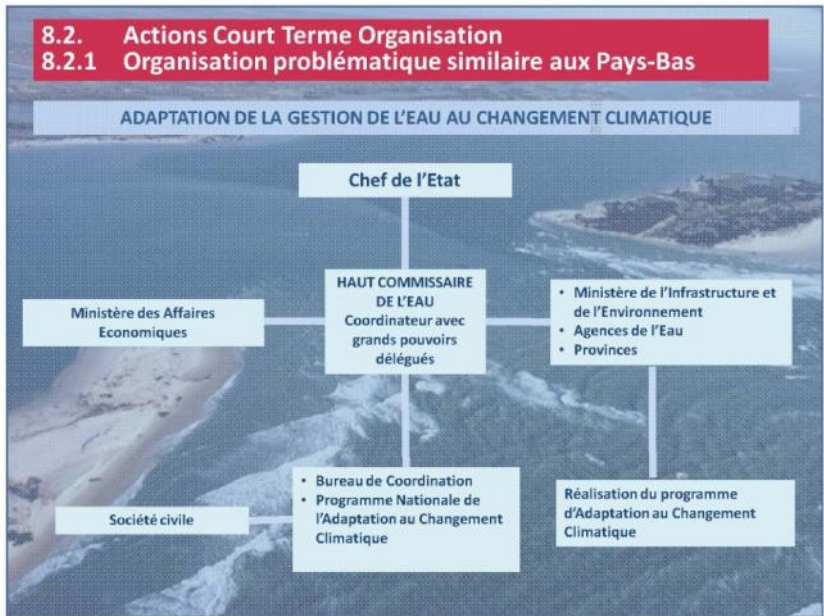 8.2. Actions Court Terme Organisation
8.2.1 Organisation problématique similaire aux Pays-Bas
ADAPTATION DE LA GESTION DE L'EAU AU CHANGEMENT CLIMATIQUE
Chef de l'Etat
Ministère des Affaires
Economiques
HAUT COMMISSAIRE
DE L'EAU
Coordinateur avec
grands pouvoirs
délégués
• Ministère de l'Infrastructure et
de l'Environnement
• Agences de l'Eau
• Provinces
Société civile
• Bureau de Coordination
• Programme Nationale de
l'Adaptation au Changement
Climatique
Réalisation du programme
d'Adaptation au Changement
Climatique